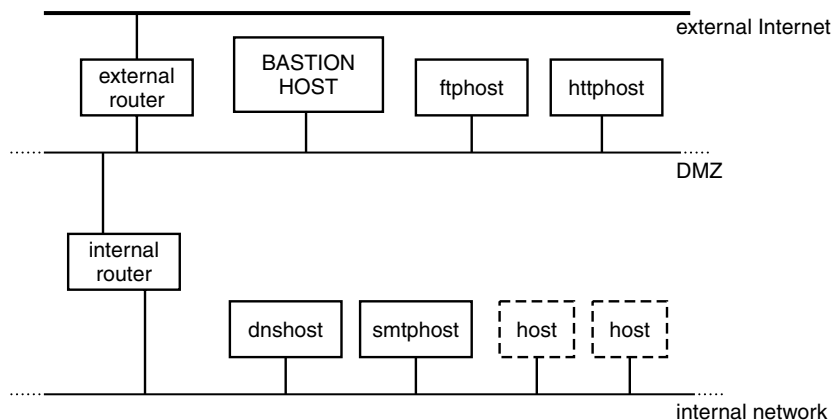 external Internet
external
router
BASTION
HOST
ftphost
httphost
DMZ
internal
router
dnshost
smtphost
host
host
internal network